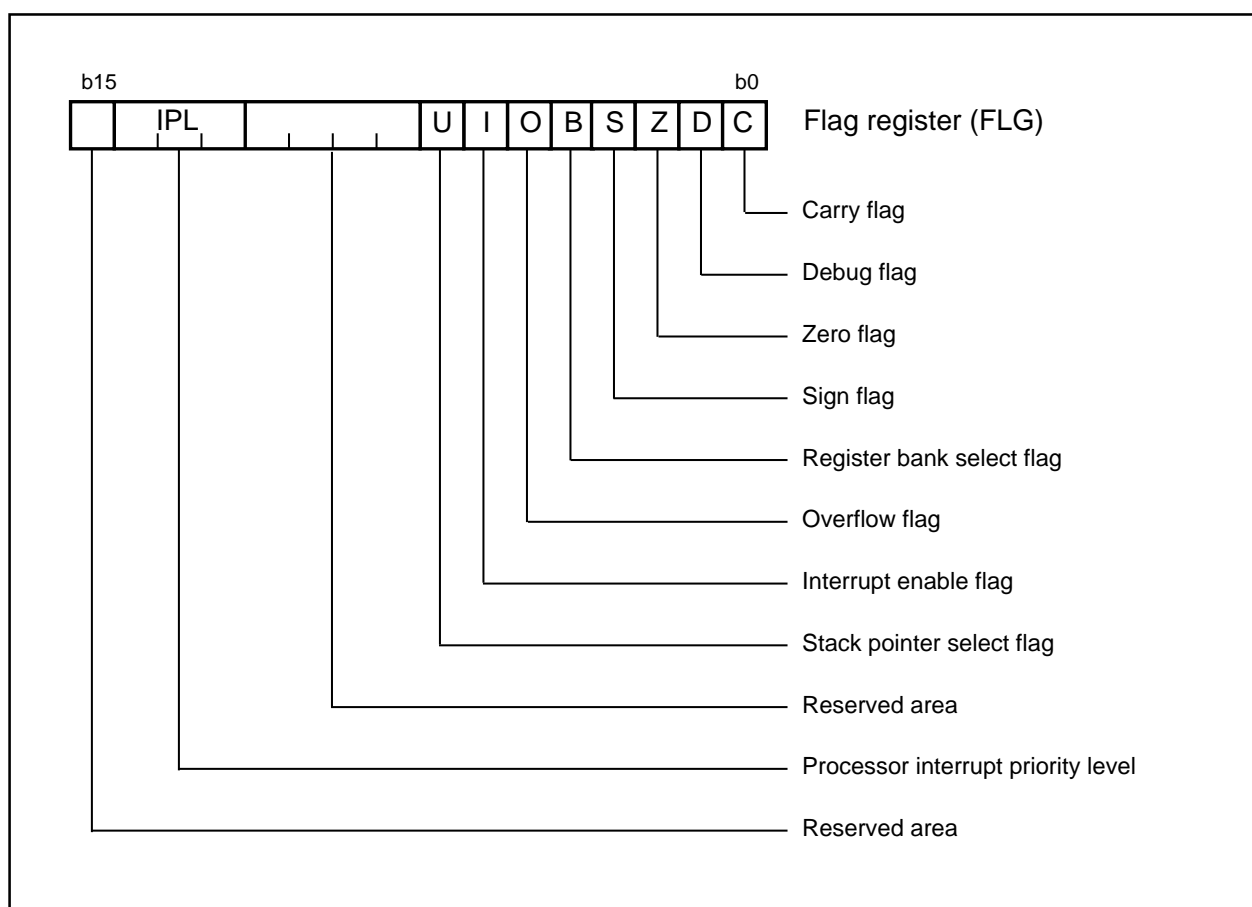 b15 b0
IPL U I O B S Z D C Flag register (FLG)
Carry flag
Debug flag
Zero flag
Sign flag
Register bank select flag
Overflow flag
Interrupt enable flag
Stack pointer select flag
Reserved area
Processor interrupt priority level
Reserved area